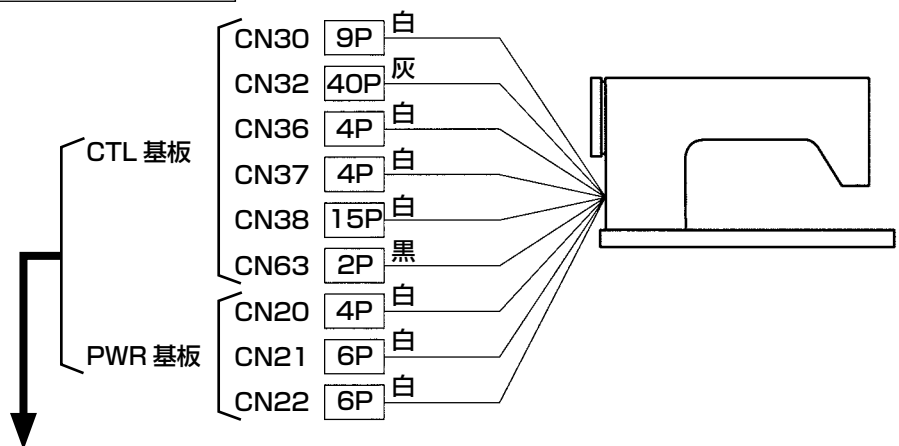 CN30 9P 白
CN32 40P 灰
CN36 4P 白
CTL 基板
CN37 4P 白
CN38 15P 白
CN63 2P 黒
CN20 4P 白
PWR 基板
CN21 6P 白
CN22 6P 白